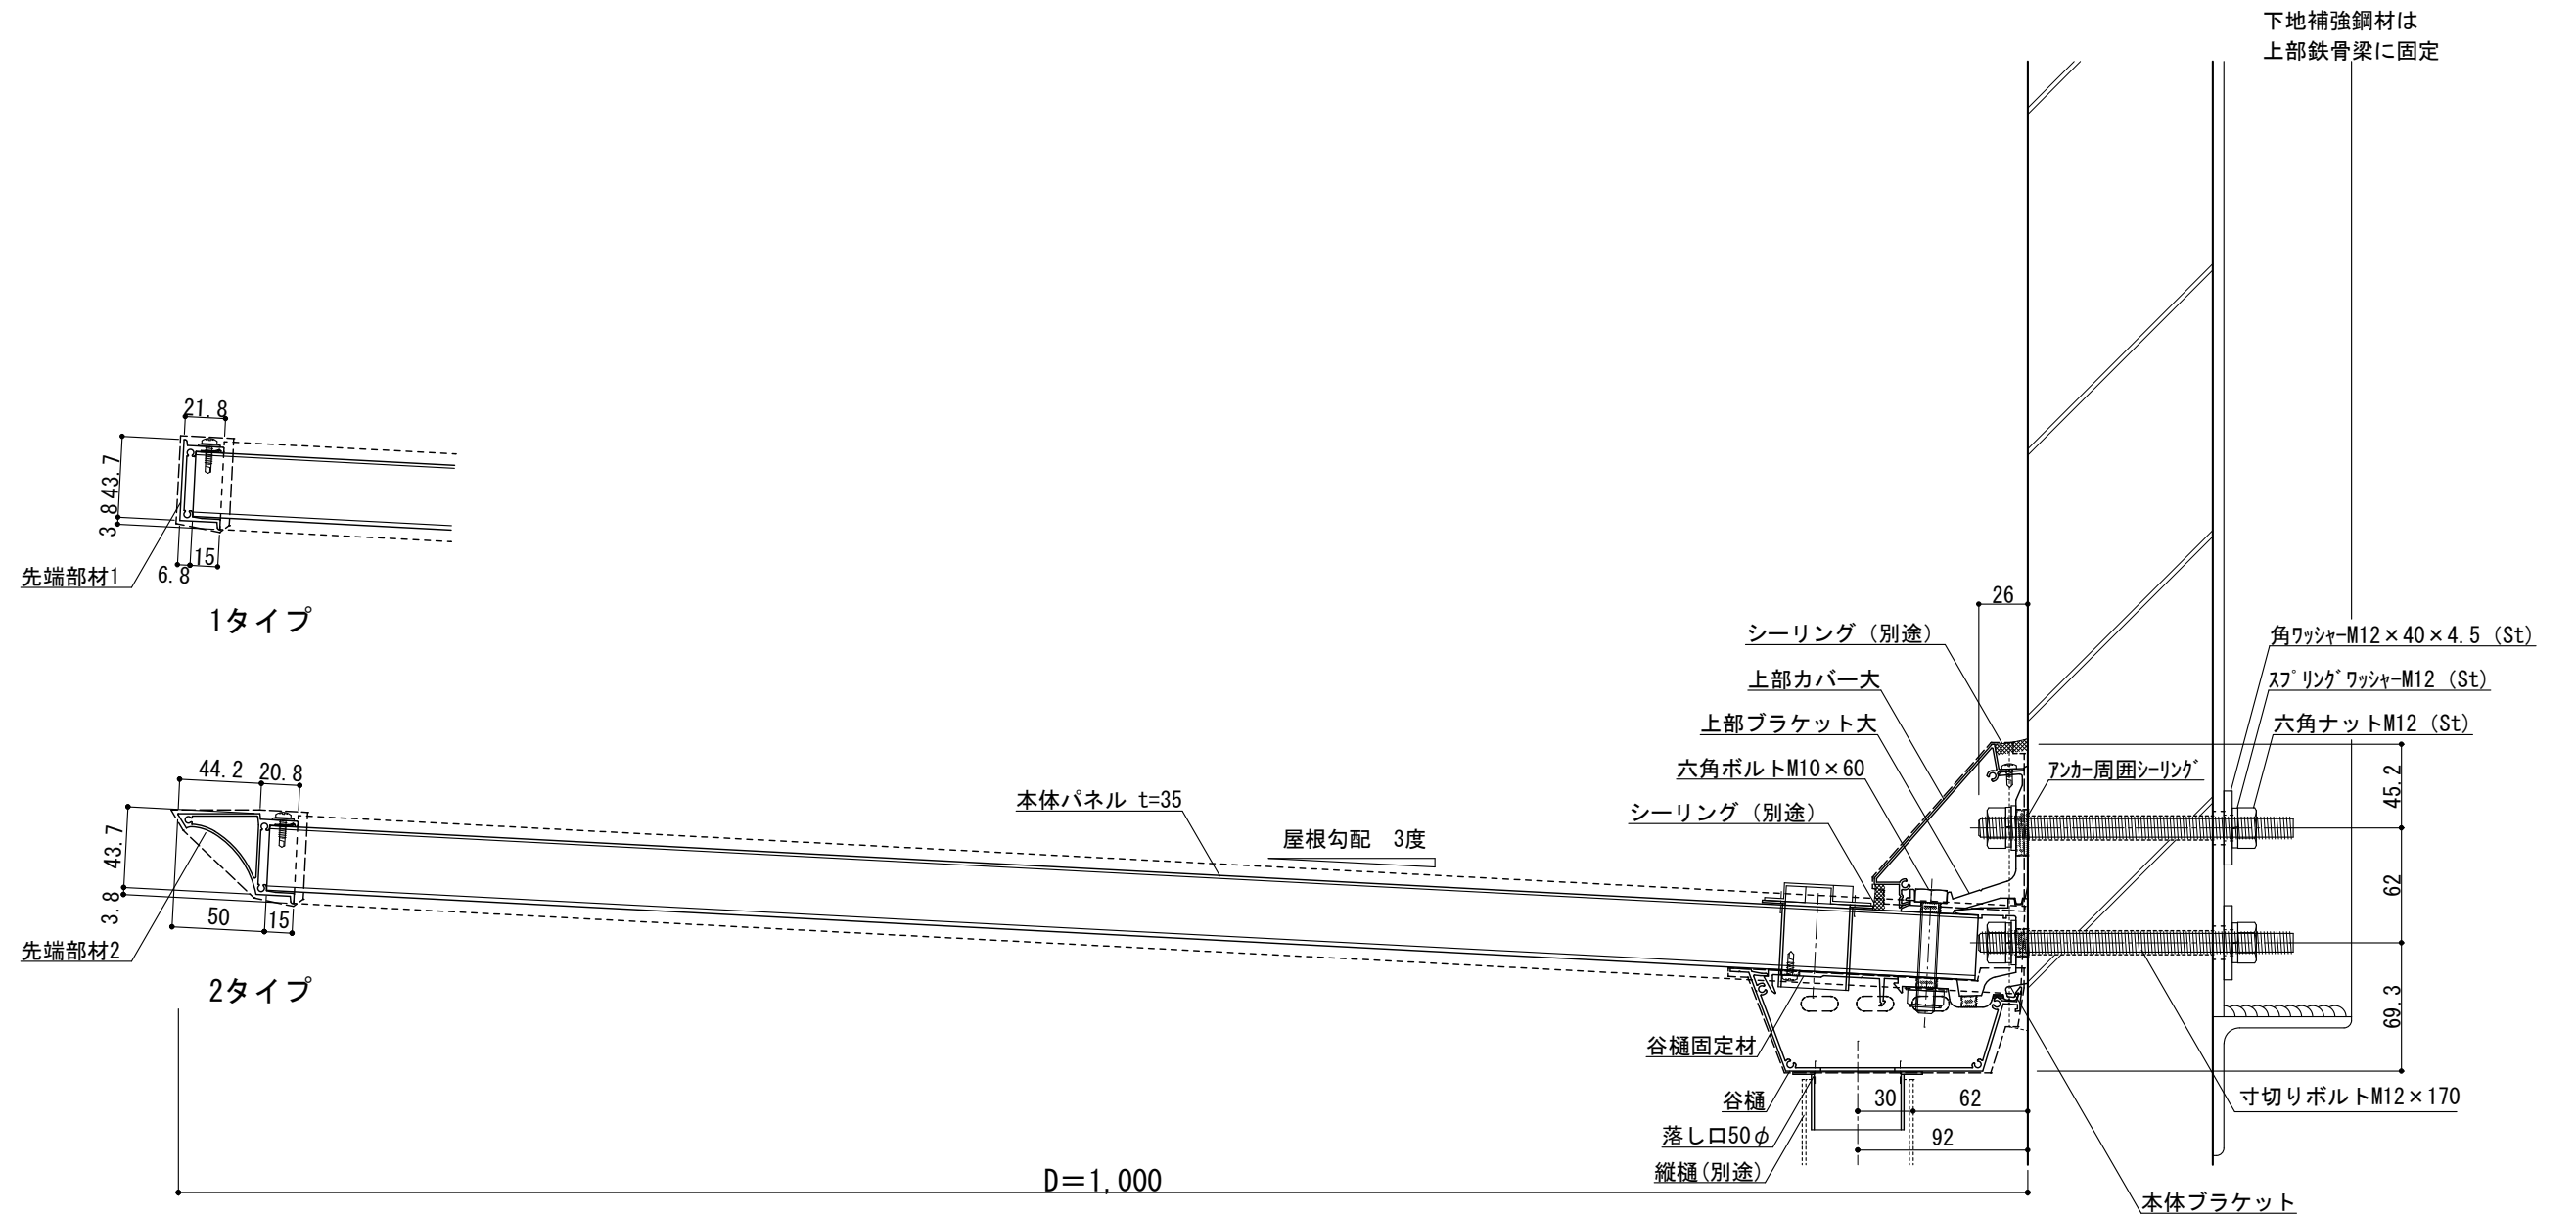 下地補強鋼材は
上部鉄骨梁に固定
21.8
43.7
3.8
15
6.8
先端部材1
1タイプ
26
シーリング（別途）
角ワッシャーM12×40×4.5（St）
上部カバー大
スプリングワッシャーM12（St）
上部ブラケット大
六角ナットM12（St）
44.2
20.8
六角ボルトM10×60
アンカー周囲シーリング
45.2
本体パネル t=35
シーリング（別途）
屋根勾配　3度
43.7
3.8
62
50
15
先端部材2
2タイプ
69.3
谷樋固定材
谷樋
30
62
寸切りボルトM12×170
落し口50φ
92
縦樋(別途)
D＝1,000
本体ブラケット